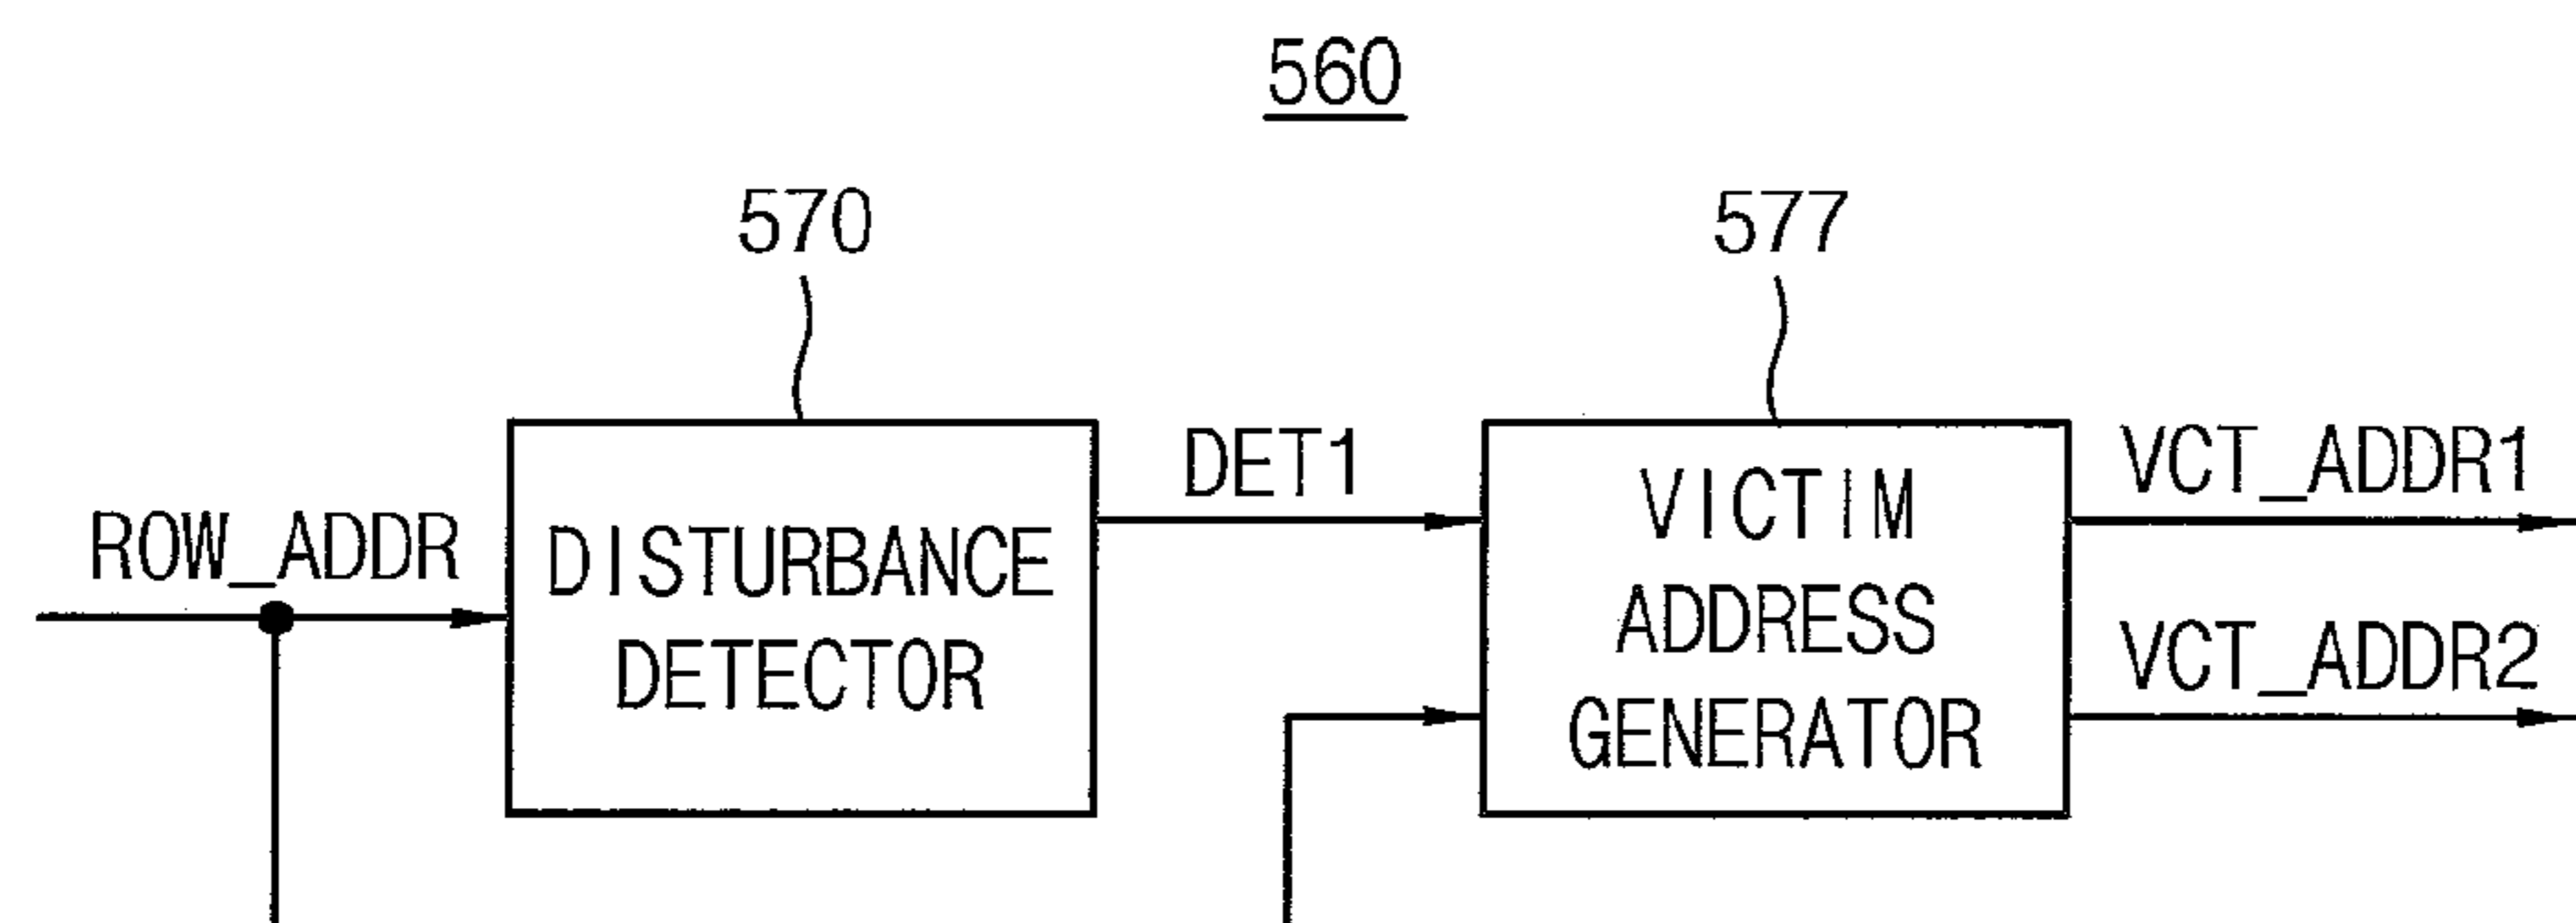 560
570
577
ROW_ADDR
DISTURBANCE
DETECTOR
DET1
VICTIM
ADDRESS
GENERATOR
VCT_ADDR1
VCT_ADDR2